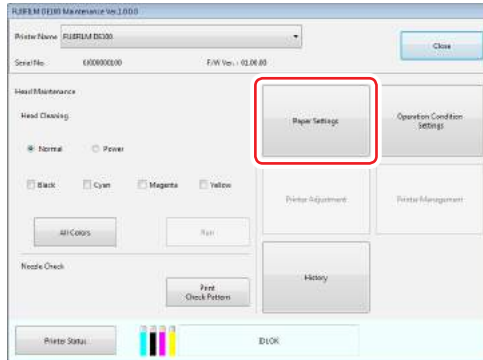 FUJIFILM DE100 Maintenance Ver.1.0.0.0
Printer Name FUJIFILM DE100
Close
Serial No. F/W Ver. : 01.00.00
Head Maintenance
Head Cleaning
Paper Settings
Operation Condition
Settings
Normal Power
Black Cyan Magenta Yellow
Printer Adjustment Printer Management
All Colors Run
Nozzle Check
History
Print
Check Pattern
Printer Status IDLOK